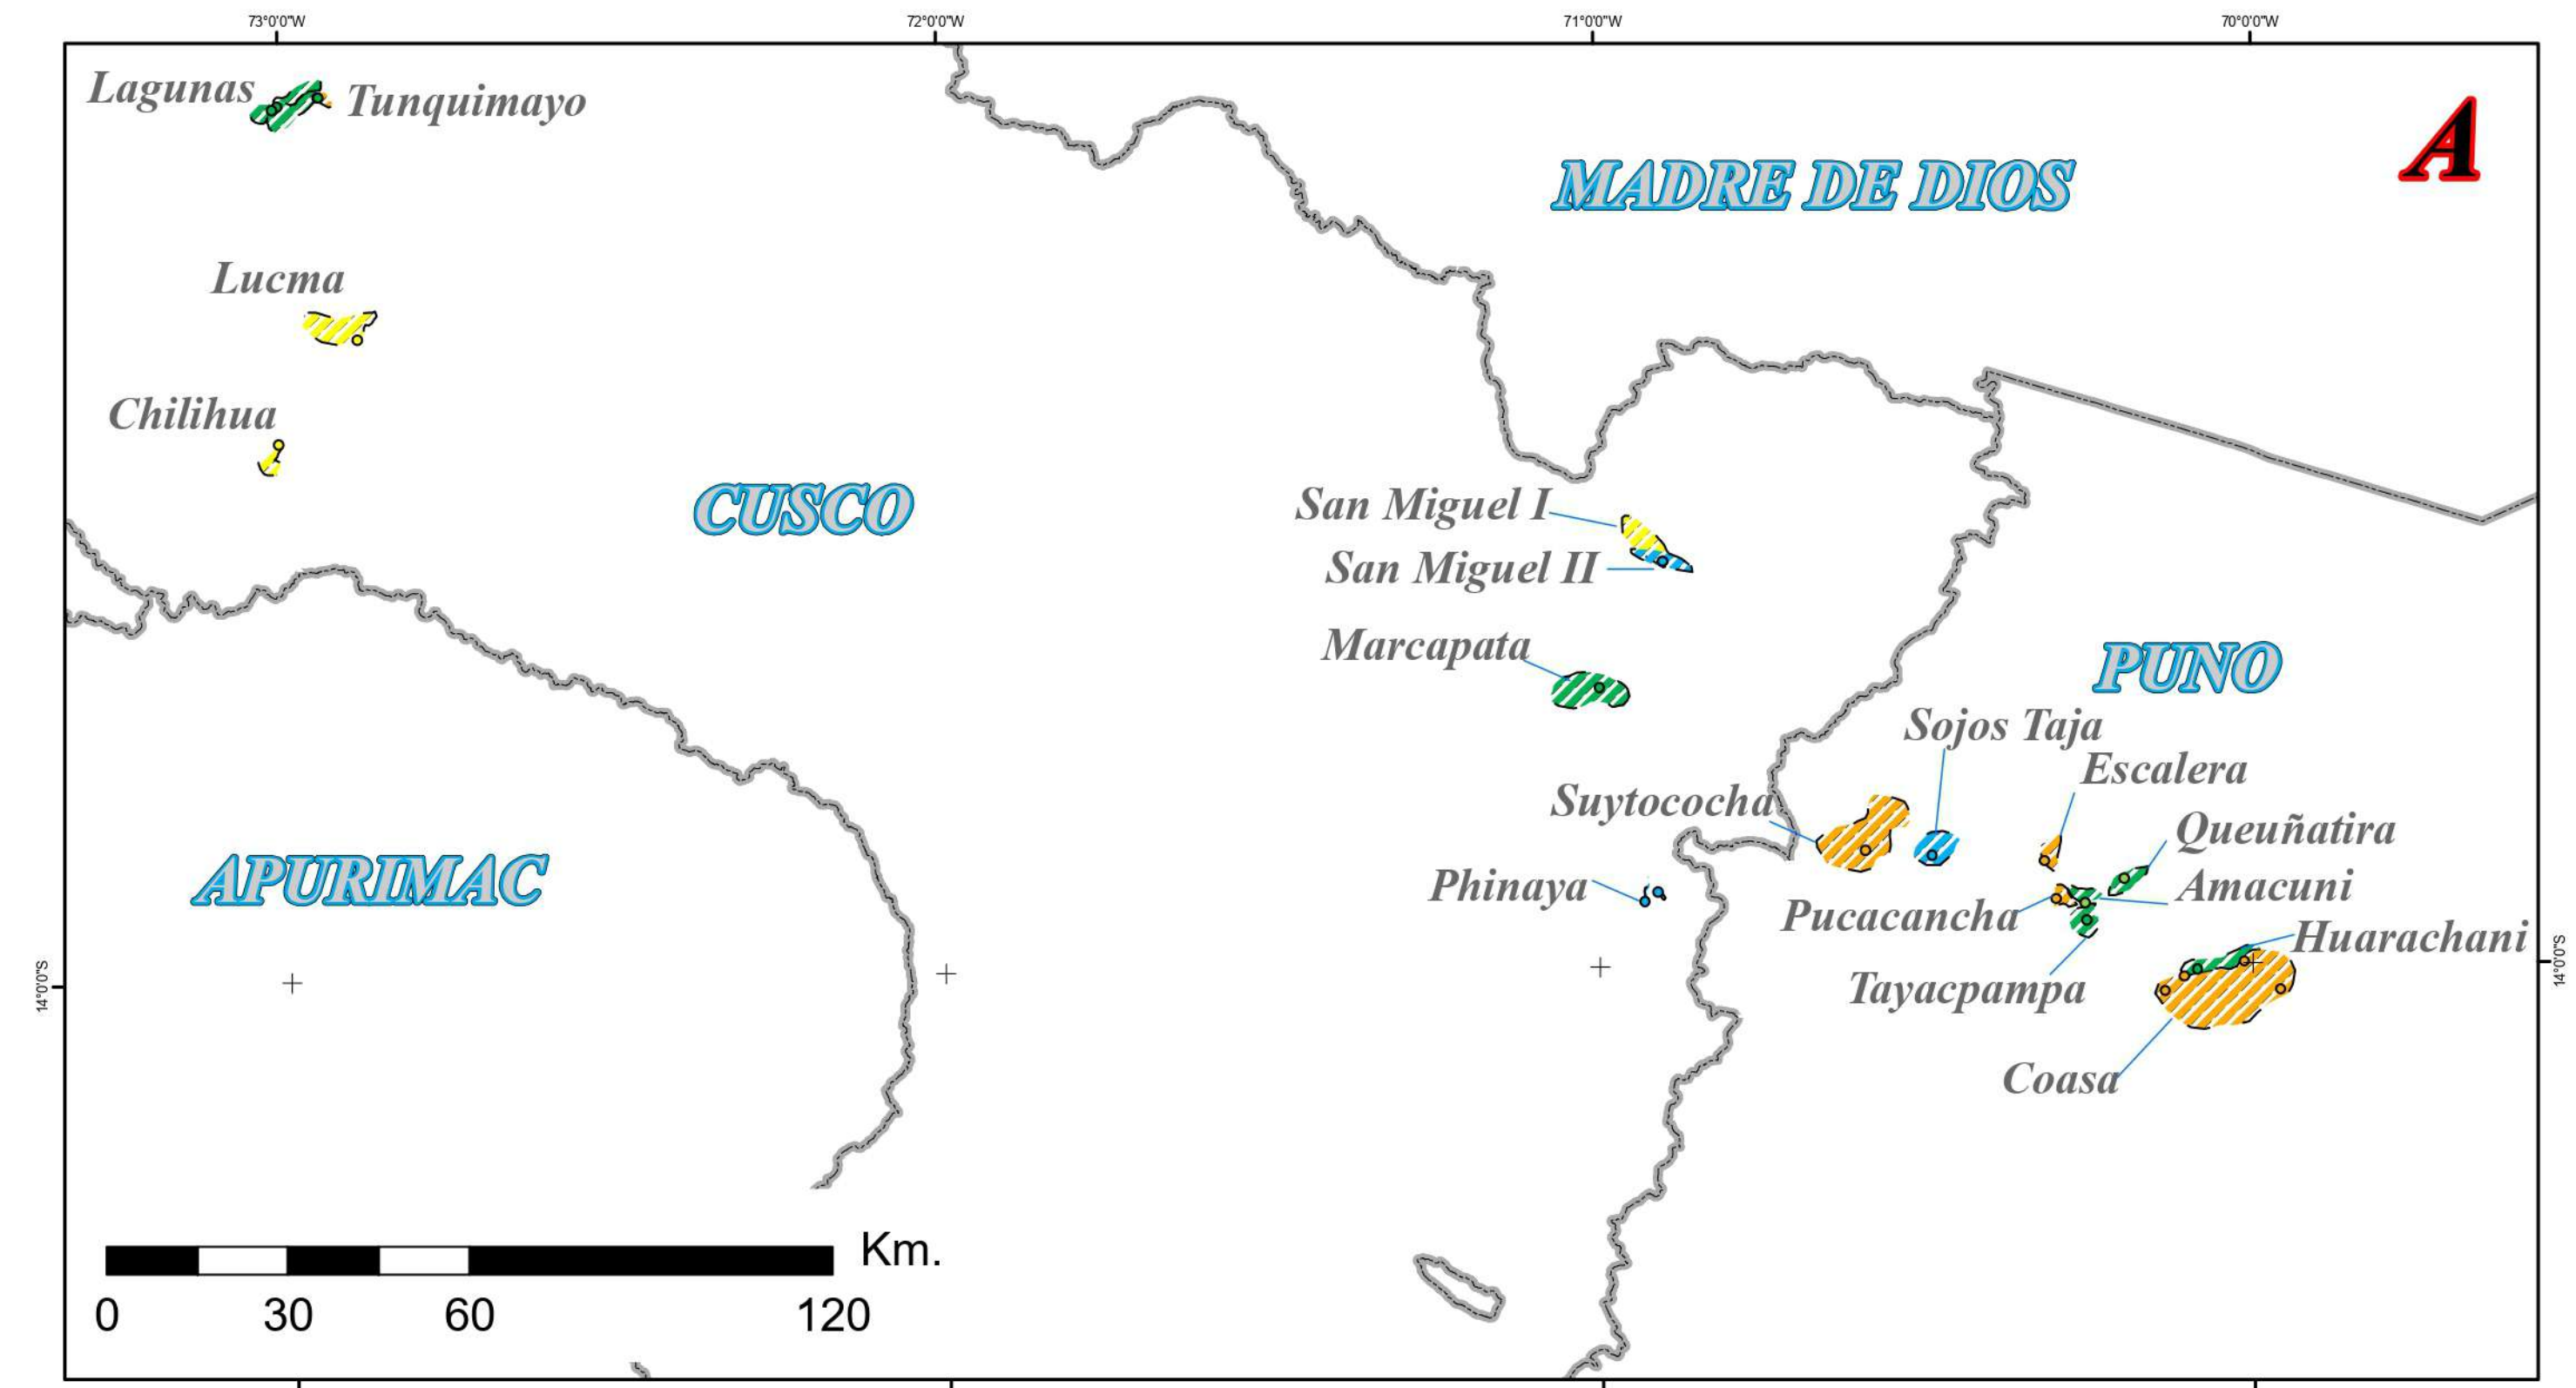 73°0'0"W
72°0'0"W
71°0'0"W
70°0'0"W
Lagunas
Tunquimayo
A
MADRE DE DIOS
Lucma
Chilihua
CUSCO
San Miguel I
San Miguel II
Marcapata
PUNO
Sojos Taja
Escalera
Suytococha
Queuñatira
APURIMAC
Phinaya
Amacuni
Pucacancha
Huarachani
14°0'0"S
14°0'0"S
Tayacpampa
Coasa
Km.
0 30 60 120